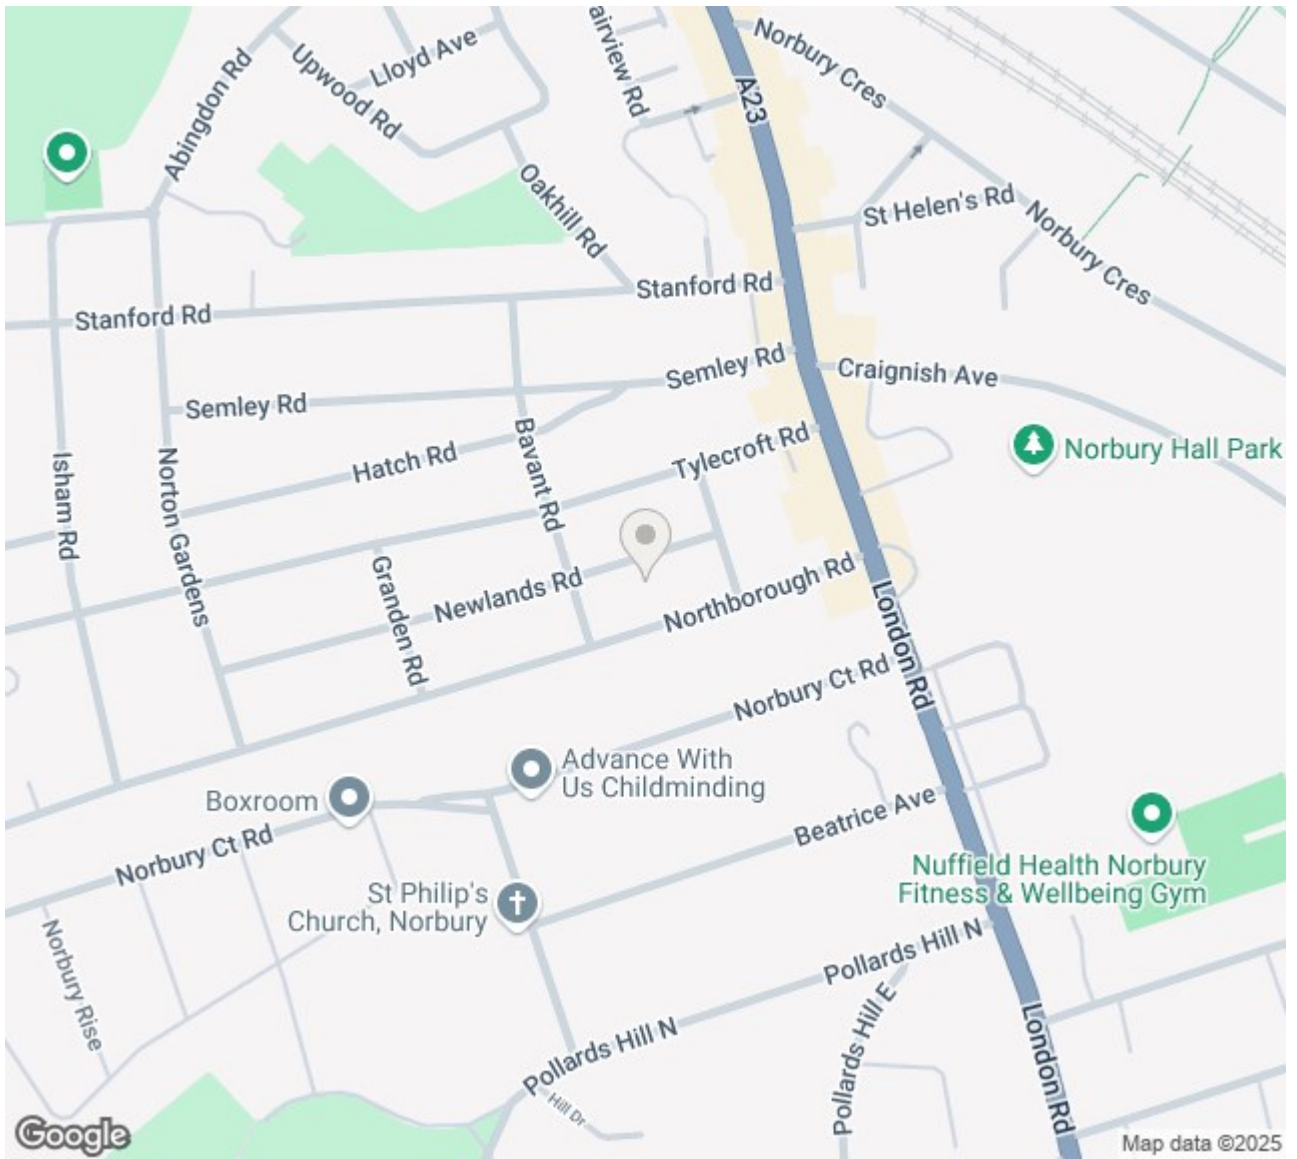 Norbury Cres
Lloyd Ave
Upwood Rd
airview Rd
A23
Abingdon Rd
Oakhill Rd
St Helen's Rd
Norbury Cres
Stanford Rd
Stanford Rd
Semley Rd
Craignish Ave
Semley Rd
Tylecroft Rd
Norbury Hall Park
Hatch Rd
Bavant Rd
Isham Rd
Norton Gardens
Granden Rd
Newlands Rd
Northborough Rd
London Rd
Norbury Ct Rd
Advance With
Us Childminding
Boxroom
Beatrice Ave
Norbury Ct Rd
Nuffield Health Norbury
Fitness & Wellbeing Gym
St Philip's
Church, Norbury
Norbury Rise
Pollards Hill N
Pollards Hill E
Pollards Hill N
London Rd
Hill Dr
Google
Map data ©2025